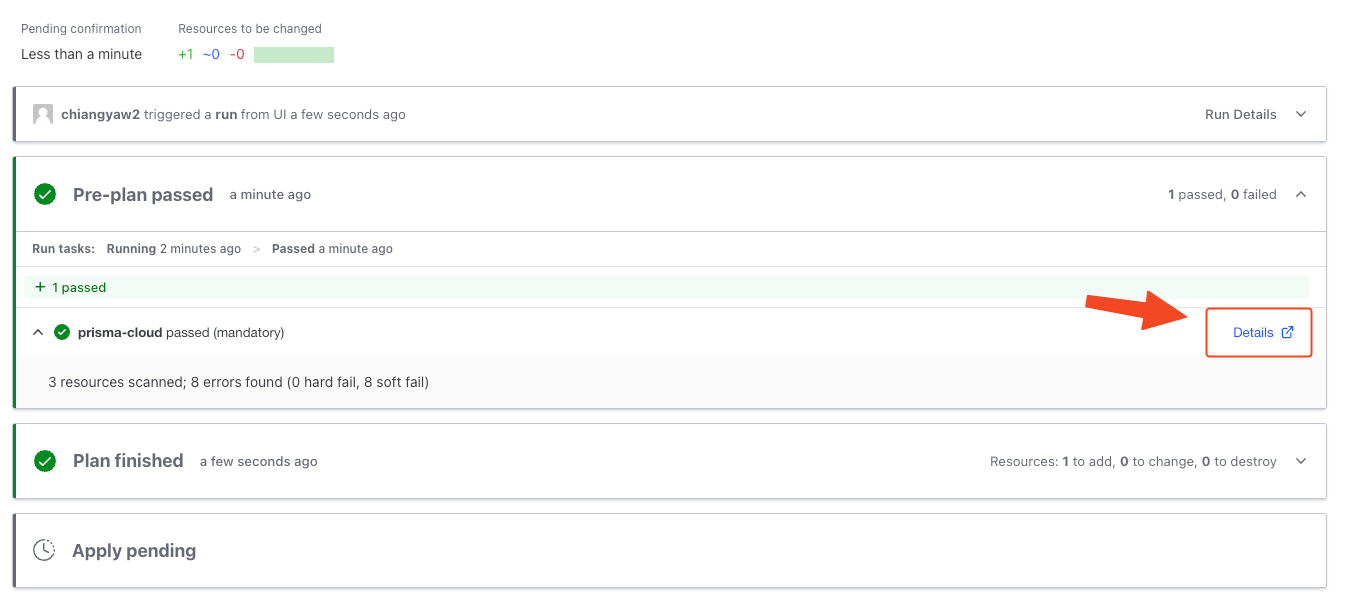 Pending confirmation
Resources to be changed
Less than a minute
+1 ~0 -0
chiangyaw2 triggered a run from UI a few seconds ago
Run Details
Pre-plan passed a minute ago
1 passed, 0 failed
Run tasks: Running 2 minutes ago > Passed a minute ago
+ 1 passed
prisma-cloud passed (mandatory)
Details
3 resources scanned; 8 errors found (0 hard fail, 8 soft fail)
Plan finished a few seconds ago
Resources: 1 to add, 0 to change, 0 to destroy
Apply pending